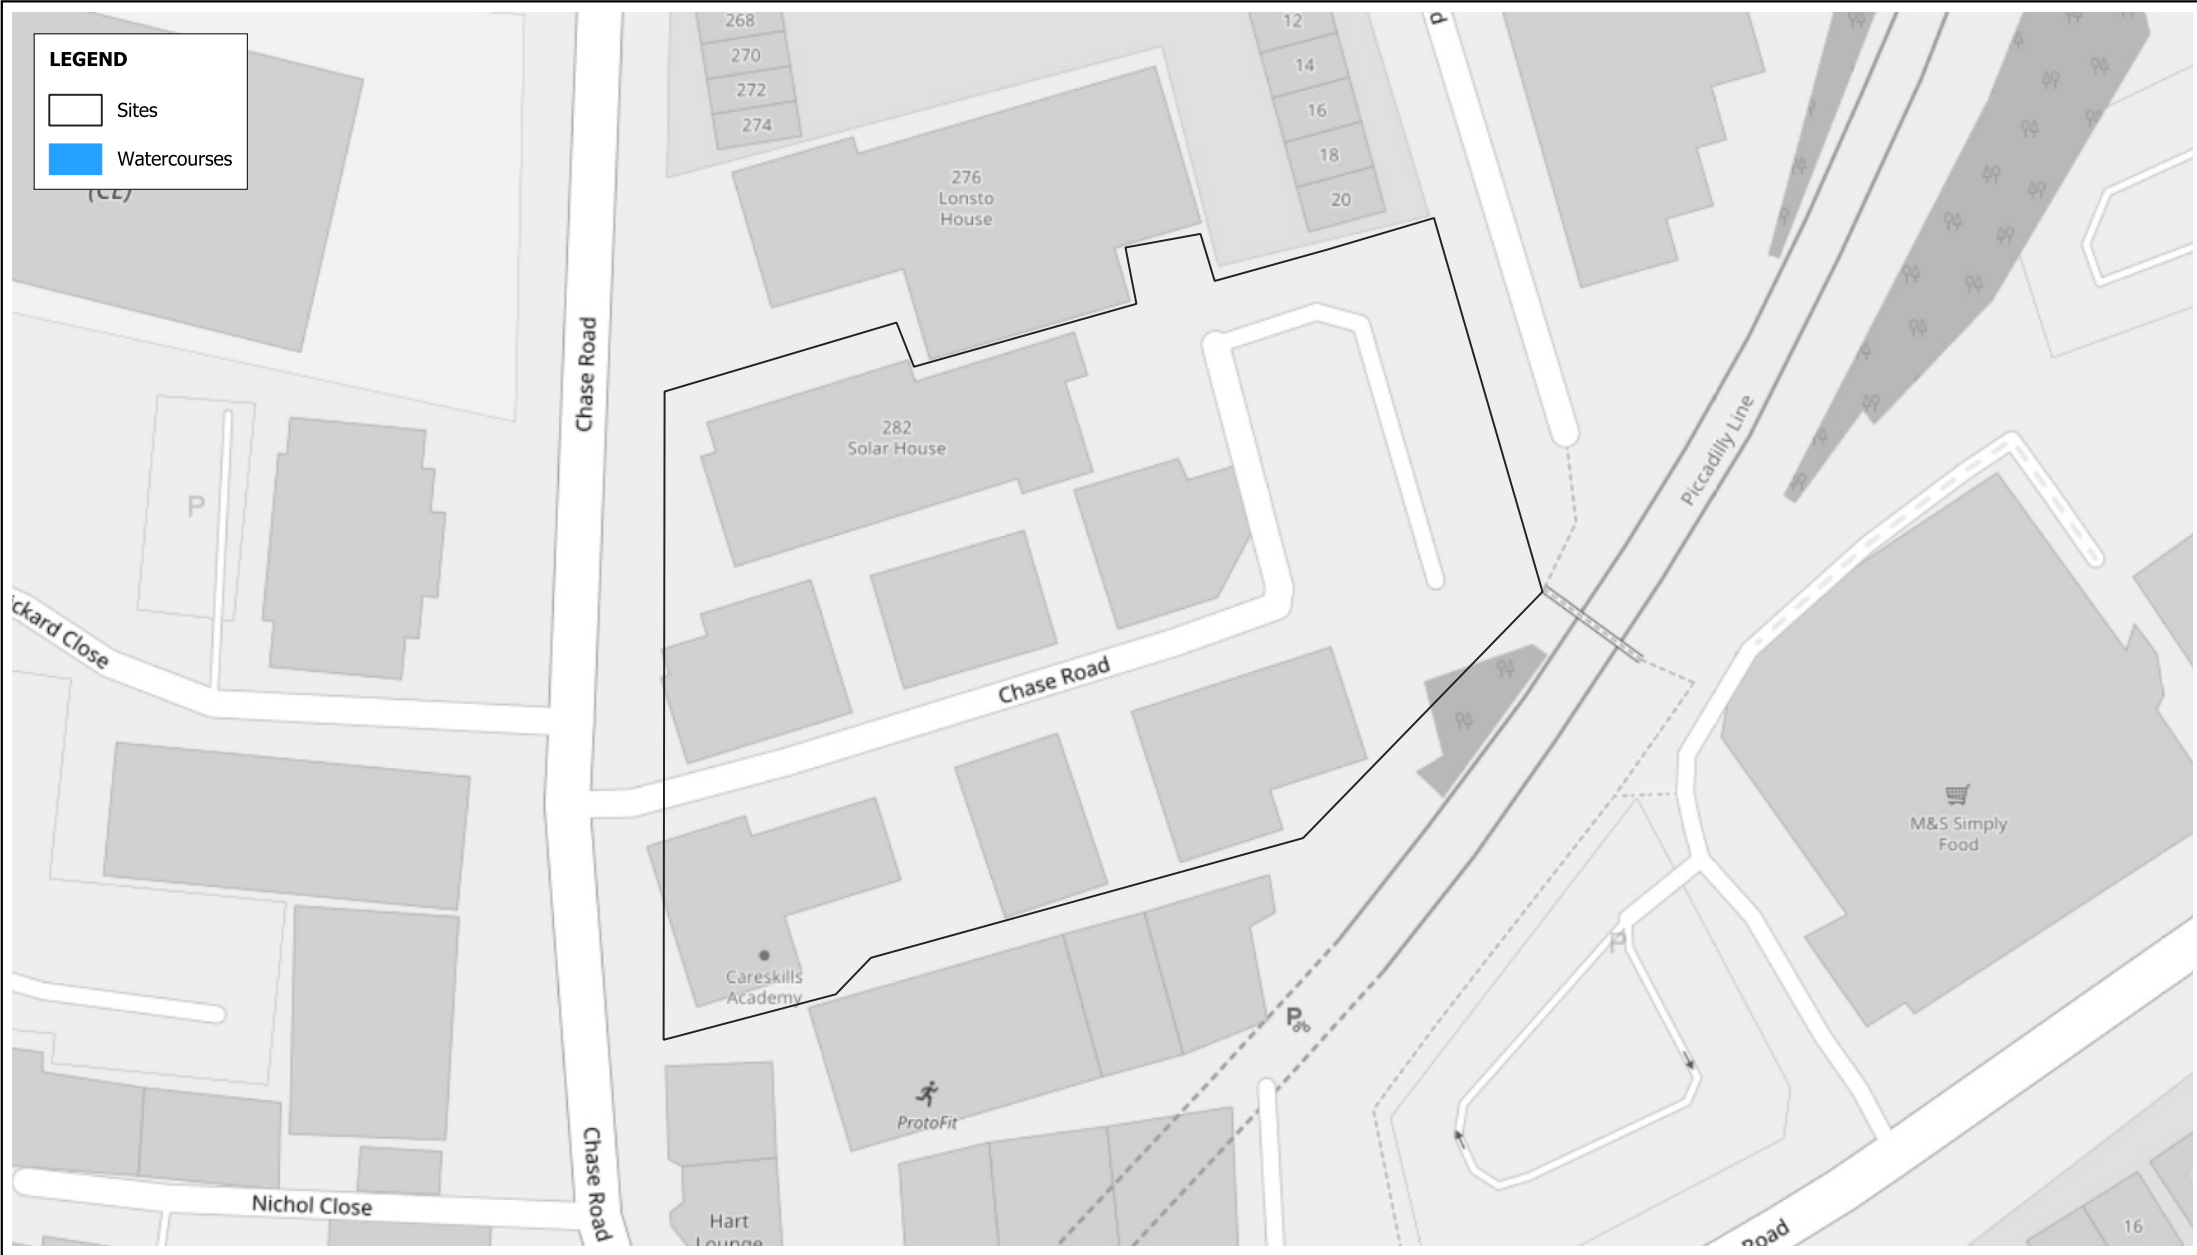 LEGEND
Sites
Watercourses
(CL)
268
270
272
274
276
Lonsto
House
12
14
16
18
20
P
Chase Road
282
Solar House
P
Piccadilly Line
ckard Close
Chase Road
M&S Simply
Food
Careskills
Academy
P
P
ProtoFit
Chase Road
Nichol Close
Hart
Lounge
Road
16